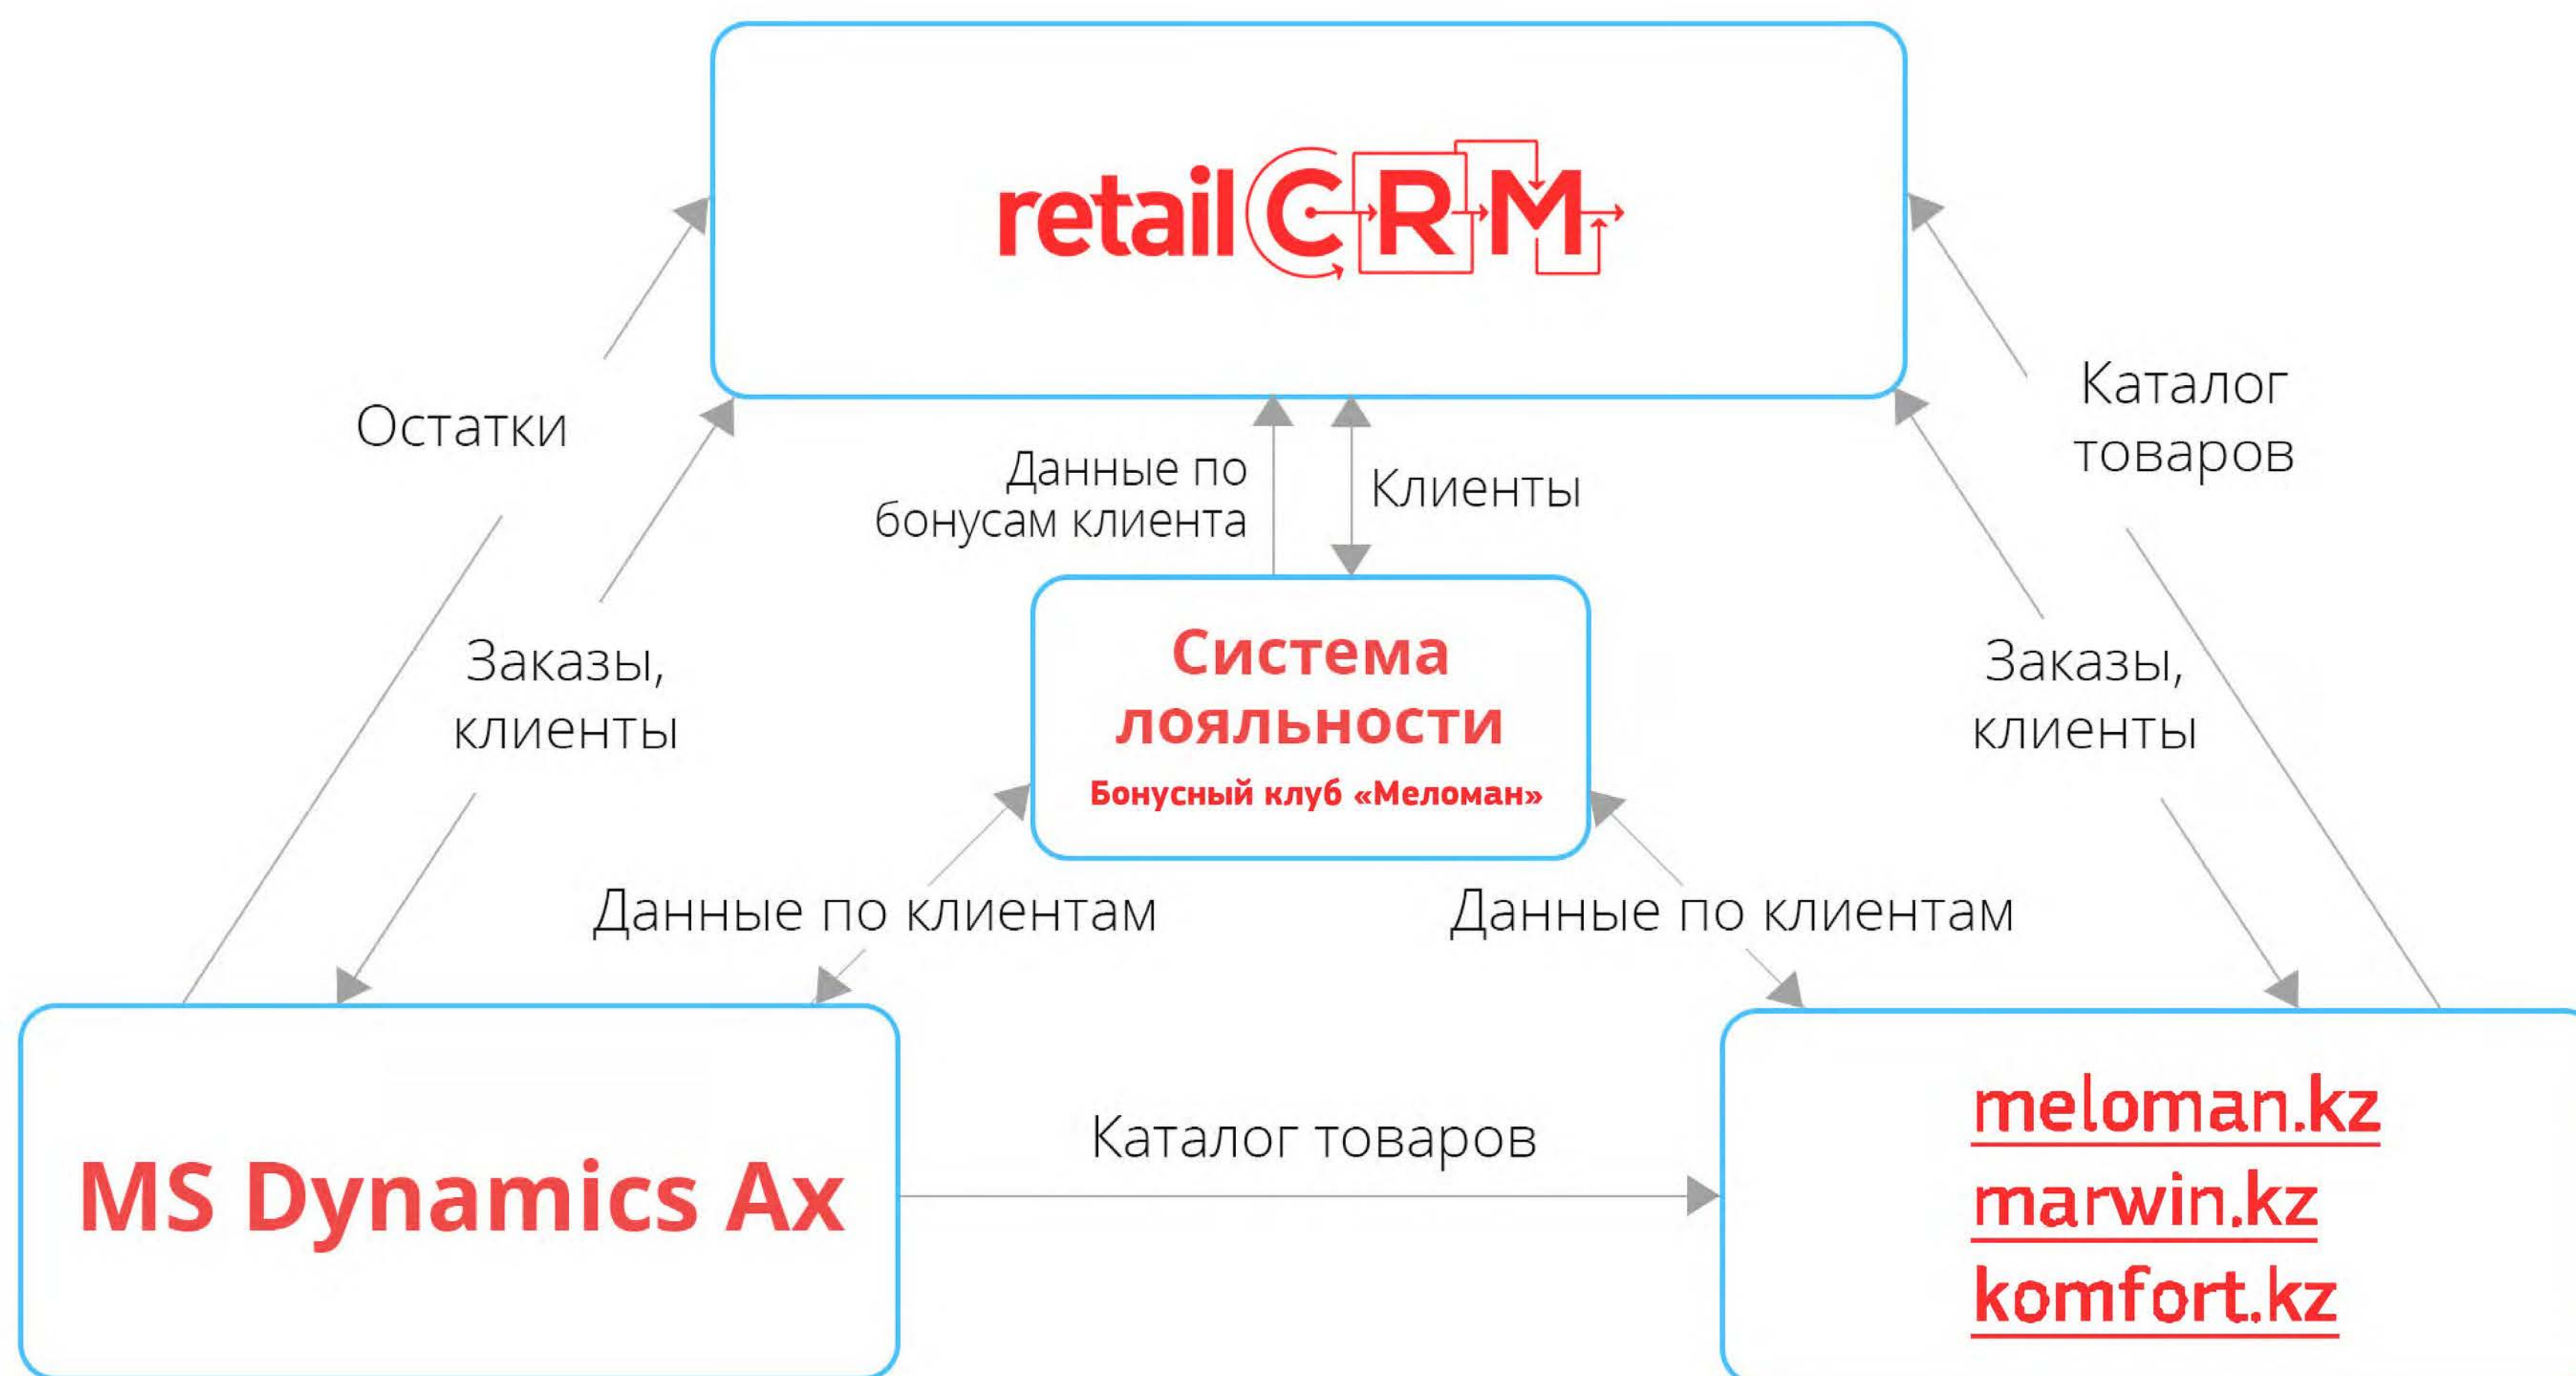 retailCRM
Остатки
Каталог
товаров
Данные по
бонусам клиента
Клиенты
Заказы,
клиенты
Система
лояльности
Бонусный клуб «Меломан»
Заказы,
клиенты
Данные по клиентам
Данные по клиентам
MS Dynamics Ax
Каталог товаров
meloman.kz
marwin.kz
komfort.kz